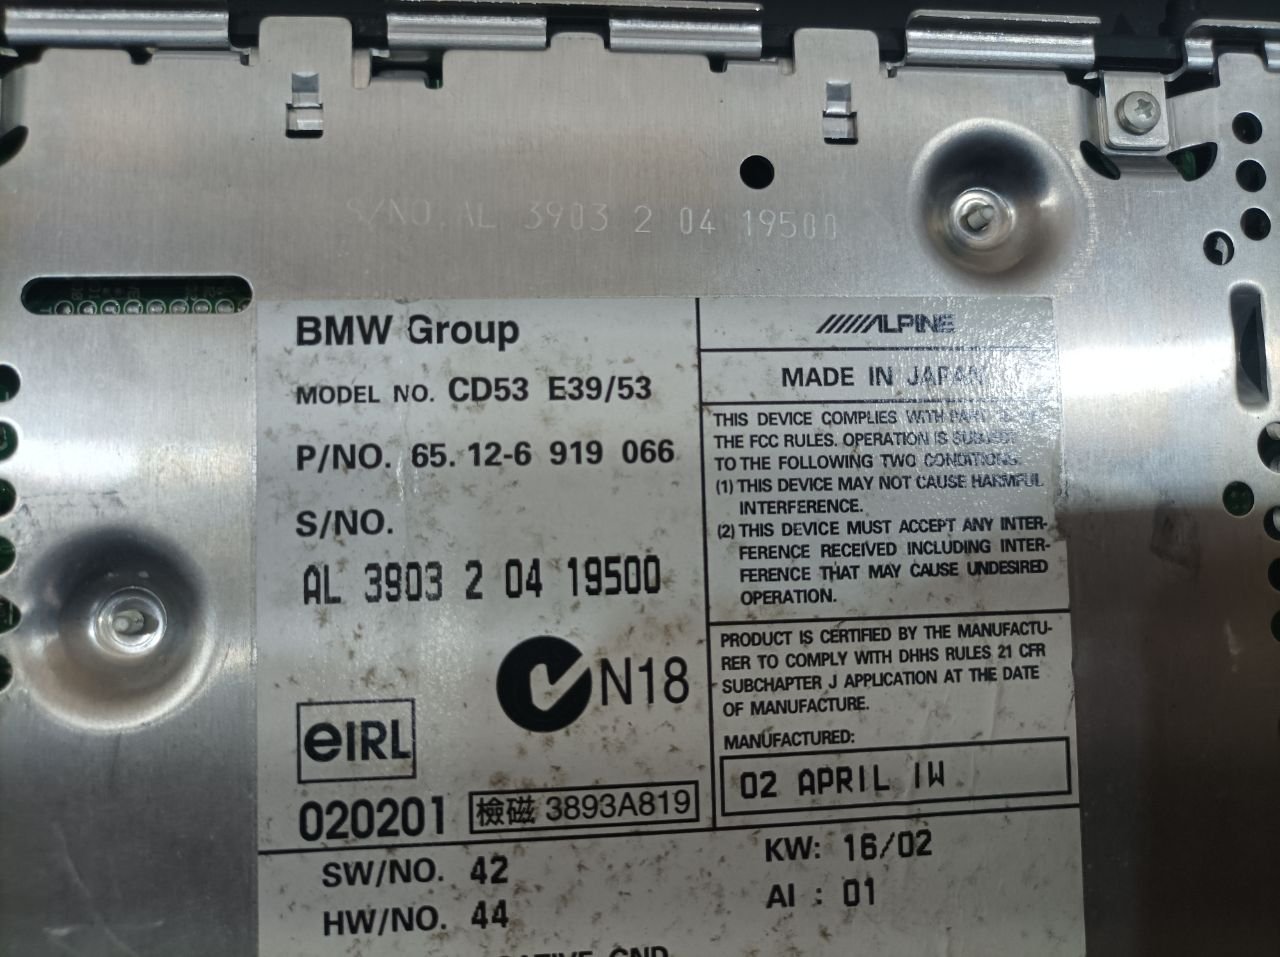 S/NO. AL 3903 2 04 19500
BMW Group
MODEL NO. CD53 E39/53
P/NO. 65. 12-6 919 066
S/NO.
AL 3903 2 04 19500
N18
eIRL
020201
檢磁 3893A819
ALPINE
MADE IN JAPAN
THIS DEVICE COMPLIES WITH PART
THE FCC RULES. OPERATION IS SUBJECT
TO THE FOLLOWING TWO CONDITIONS.
(1) THIS DEVICE MAY NOT CAUSE HARMFUL
INTERFERENCE.
(2) THIS DEVICE MUST ACCEPT ANY INTER-
FERENCE RECEIVED INCLUDING INTER-
FERENCE THAT MAY CAUSE UNDESIRED
OPERATION.
PRODUCT IS CERTIFIED BY THE MANUFACTU-
RER TO COMPLY WITH DHHS RULES 21 CFR
SUBCHAPTER J APPLICATION AT THE DATE
OF MANUFACTURE.
MANUFACTURED:
02 APRIL 1W
SW/NO. 42
HW/NO. 44
KW: 16/02
AI : 01
GND